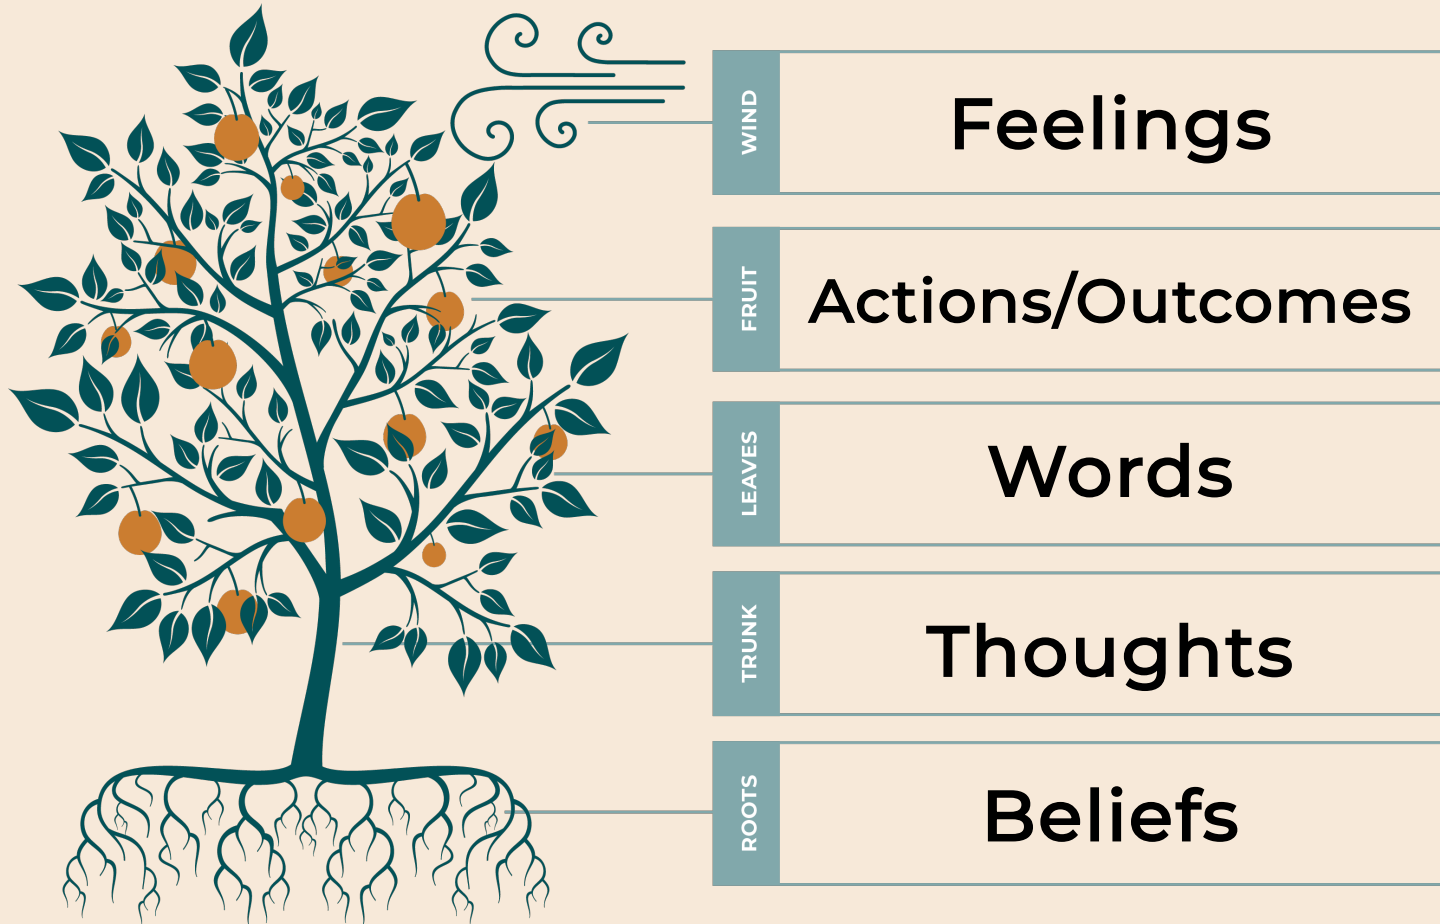 WIND
Feelings
FRUIT
Actions/Outcomes
LEAVES
Words
TRUNK
Thoughts
ROOTS
Beliefs